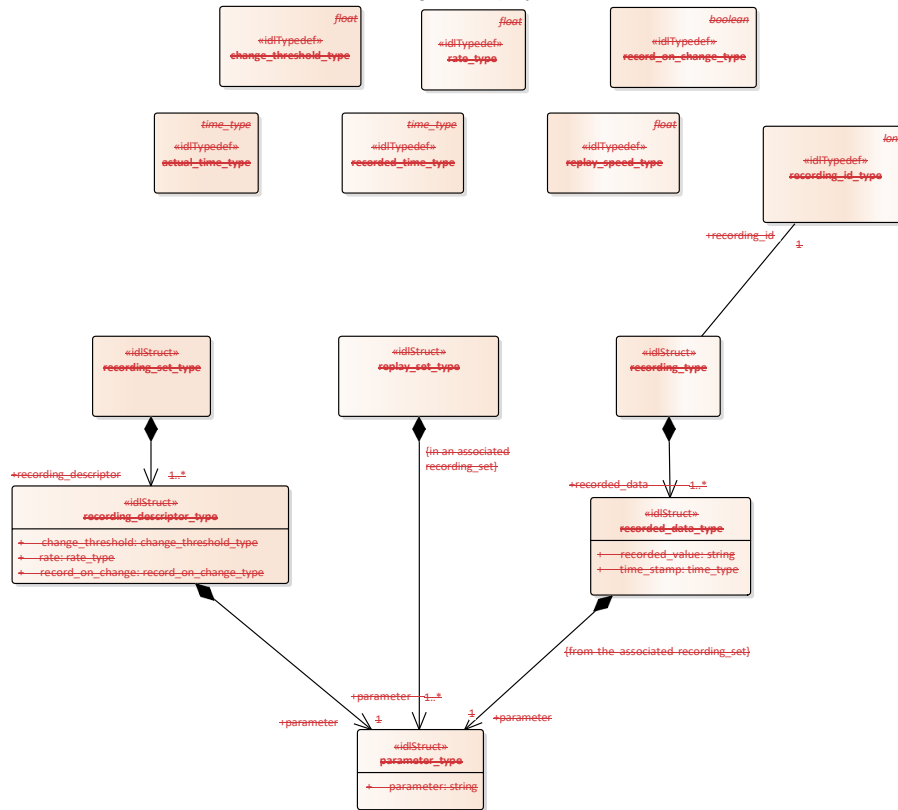 float
«idlTypedef»
change_threshold_type
float
«idlTypedef»
rate_type
boolean
«idlTypedef»
record_on_change_type
time_type
«idlTypedef»
actual_time_type
time_type
«idlTypedef»
recorded_time_type
float
«idlTypedef»
replay_speed_type
lon
«idlTypedef»
recording_id_type
+recording_id
1
«idlStruct»
recording_set_type
«idlStruct»
replay_set_type
«idlStruct»
recording_type
{in an associated
recording_set}
+recording_descriptor
1..*
+recorded_data
1..*
«idlStruct»
recording_descriptor_type
+ change_threshold: change_threshold_type
+ rate: rate_type
+ record_on_change: record_on_change_type
«idlStruct»
recorded_data_type
+ recorded_value: string
+ time_stamp: time_type
{from the associated recording_set}
+parameter
1..*
+parameter
1
1
+parameter
«idlStruct»
parameter_type
+ parameter: string